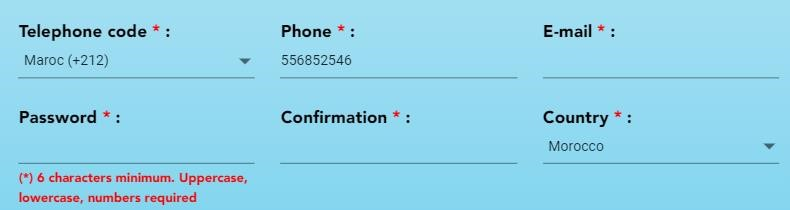 Telephone code * : Phone * : E-mail * :
Maroc (+212) 556852546
Password * : Confirmation * : Country * :
Morocco
(*) 6 characters minimum. Uppercase,
lowercase, numbers required